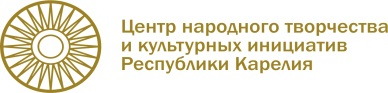 Центр народного творчества
и культурных инициатив
Республики Карелия